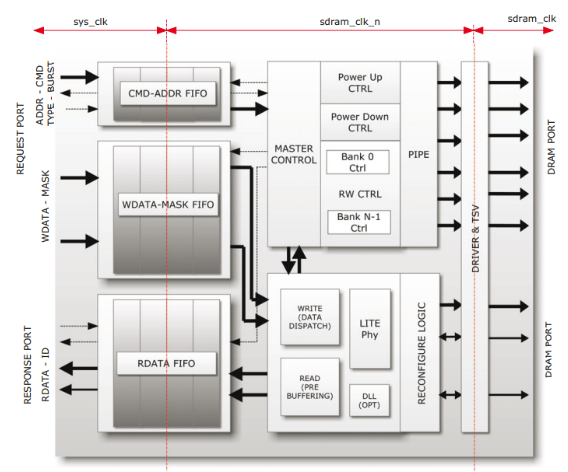 sys_clk
sdram_clk_n
sdram_clk
REQUEST PORT
ADDR - CMD
TYPE - BURST
CMD-ADDR FIFO
WDATA - MASK
WDATA-MASK FIFO
RESPONSE PORT
RDATA - ID
RDATA FIFO
MASTER
CONTROL
Power Up
CTRL
Power Down
CTRL
Bank 0
Ctrl
RW CTRL
Bank N-1
Ctrl
PIPE
WRITE
(DATA
DISPATCH)
READ
(PRE
BUFFERING)
LITE
Phy
DLL
(OPT)
RECONFIGURE LOGIC
DRIVER & TSV
DRAM PORT
DRAM PORT